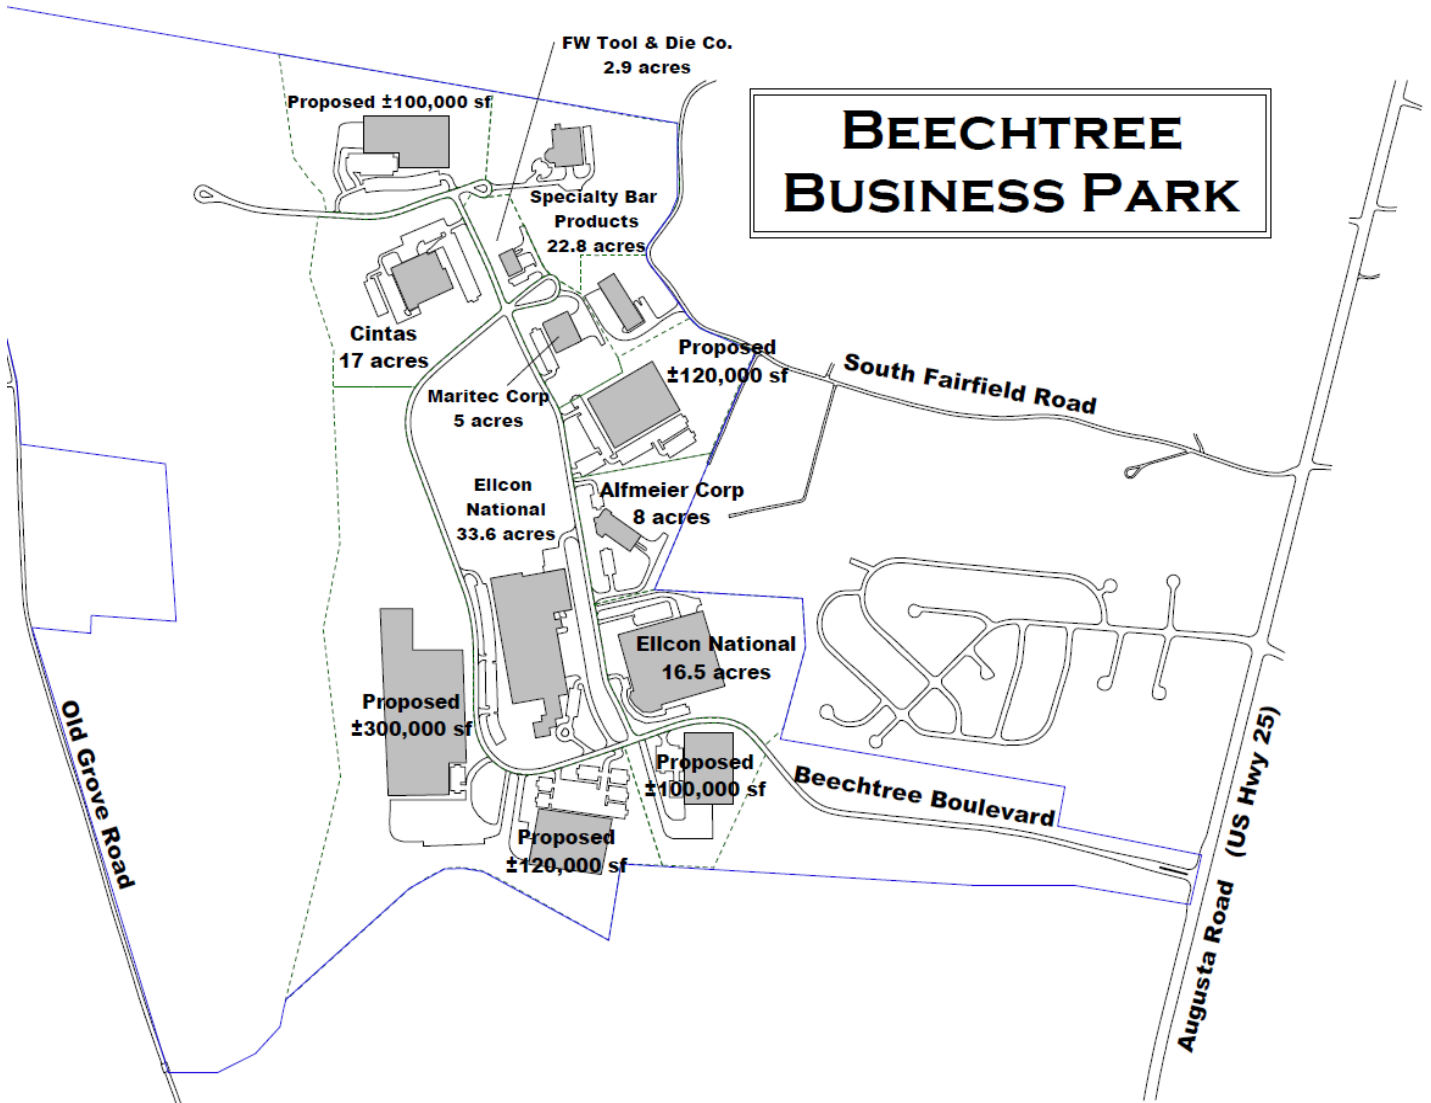 FW Tool & Die Co.
2.9 acres
Proposed ±100,000 sf
BEECHTREE
BUSINESS PARK
Specialty Bar
Products
22.8 acres
Cintas
17 acres
Proposed
±120,000 sf
South Fairfield Road
Maritec Corp
5 acres
Ellcon
National
33.6 acres
Alfmeier Corp
8 acres
Ellcon National
16.5 acres
Proposed
±300,000 sf
Proposed
±100,000 sf
Beechtree Boulevard
Proposed
±120,000 sf
Old Grove Road
Augusta Road (US Hwy 25)